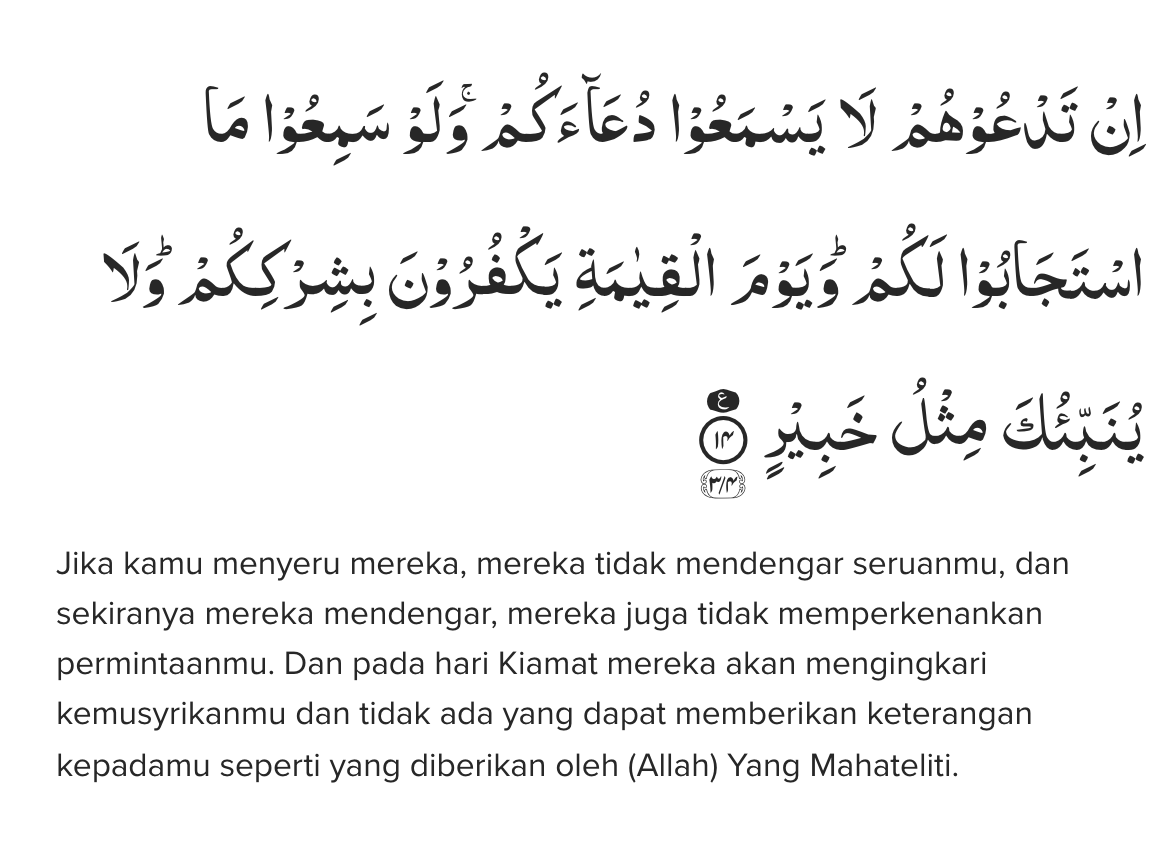 اِنْ تَدْعُوْهُمْ لَا يَسْمَعُوْا دُعَاۤءَكُمْۚ وَلَوْ سَمِعُوْا مَا
اسْتَجَابُوْا لَكُمْۗ وَيَوْمَ الْقِيٰمَةِ يَكْفُرُوْنَ بِشِرْكِكُمْۗ وَلَا
يُنَبِّئُكَ مِثْلُ خَبِيْرٍ ࣖ ١٤
٣/٤
Jika kamu menyeru mereka, mereka tidak mendengar seruanmu, dan
sekiranya mereka mendengar, mereka juga tidak memperkenankan
permintaanmu. Dan pada hari Kiamat mereka akan mengingkari
kemusyrikanmu dan tidak ada yang dapat memberikan keterangan
kepadamu seperti yang diberikan oleh (Allah) Yang Mahateliti.